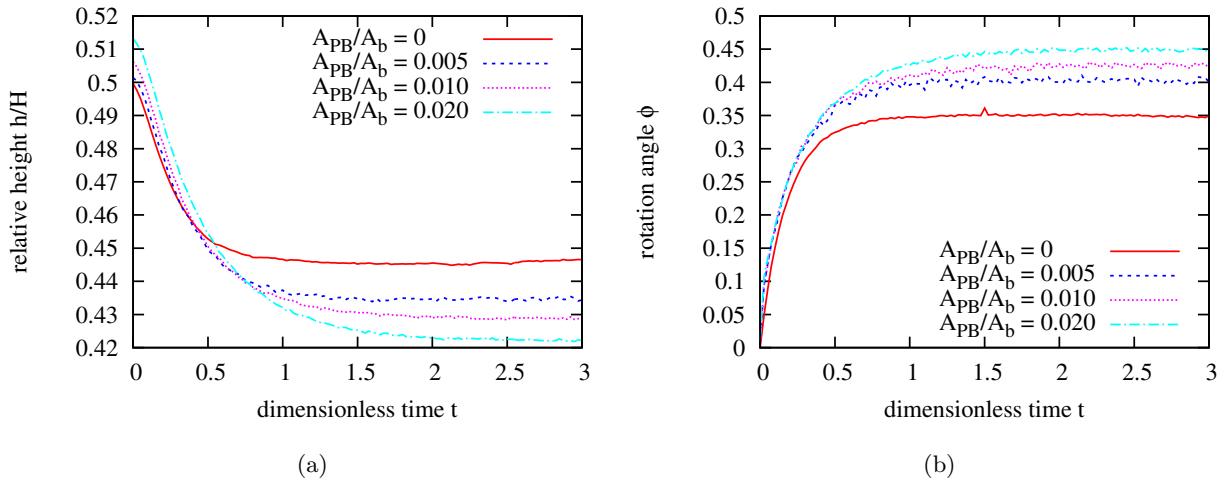 0.52
0.51
0.5
0.49
0.48
0.47
0.46
0.45
0.44
0.43
0.42
relative height h/H
0 0.5 1 1.5 2 2.5 3
dimensionless time t
A_PB/A_b = 0
A_PB/A_b = 0.005
A_PB/A_b = 0.010
A_PB/A_b = 0.020
(a)
0.5
0.45
0.4
0.35
0.3
0.25
0.2
0.15
0.1
0.05
0
rotation angle ϕ
0 0.5 1 1.5 2 2.5 3
dimensionless time t
A_PB/A_b = 0
A_PB/A_b = 0.005
A_PB/A_b = 0.010
A_PB/A_b = 0.020
(b)